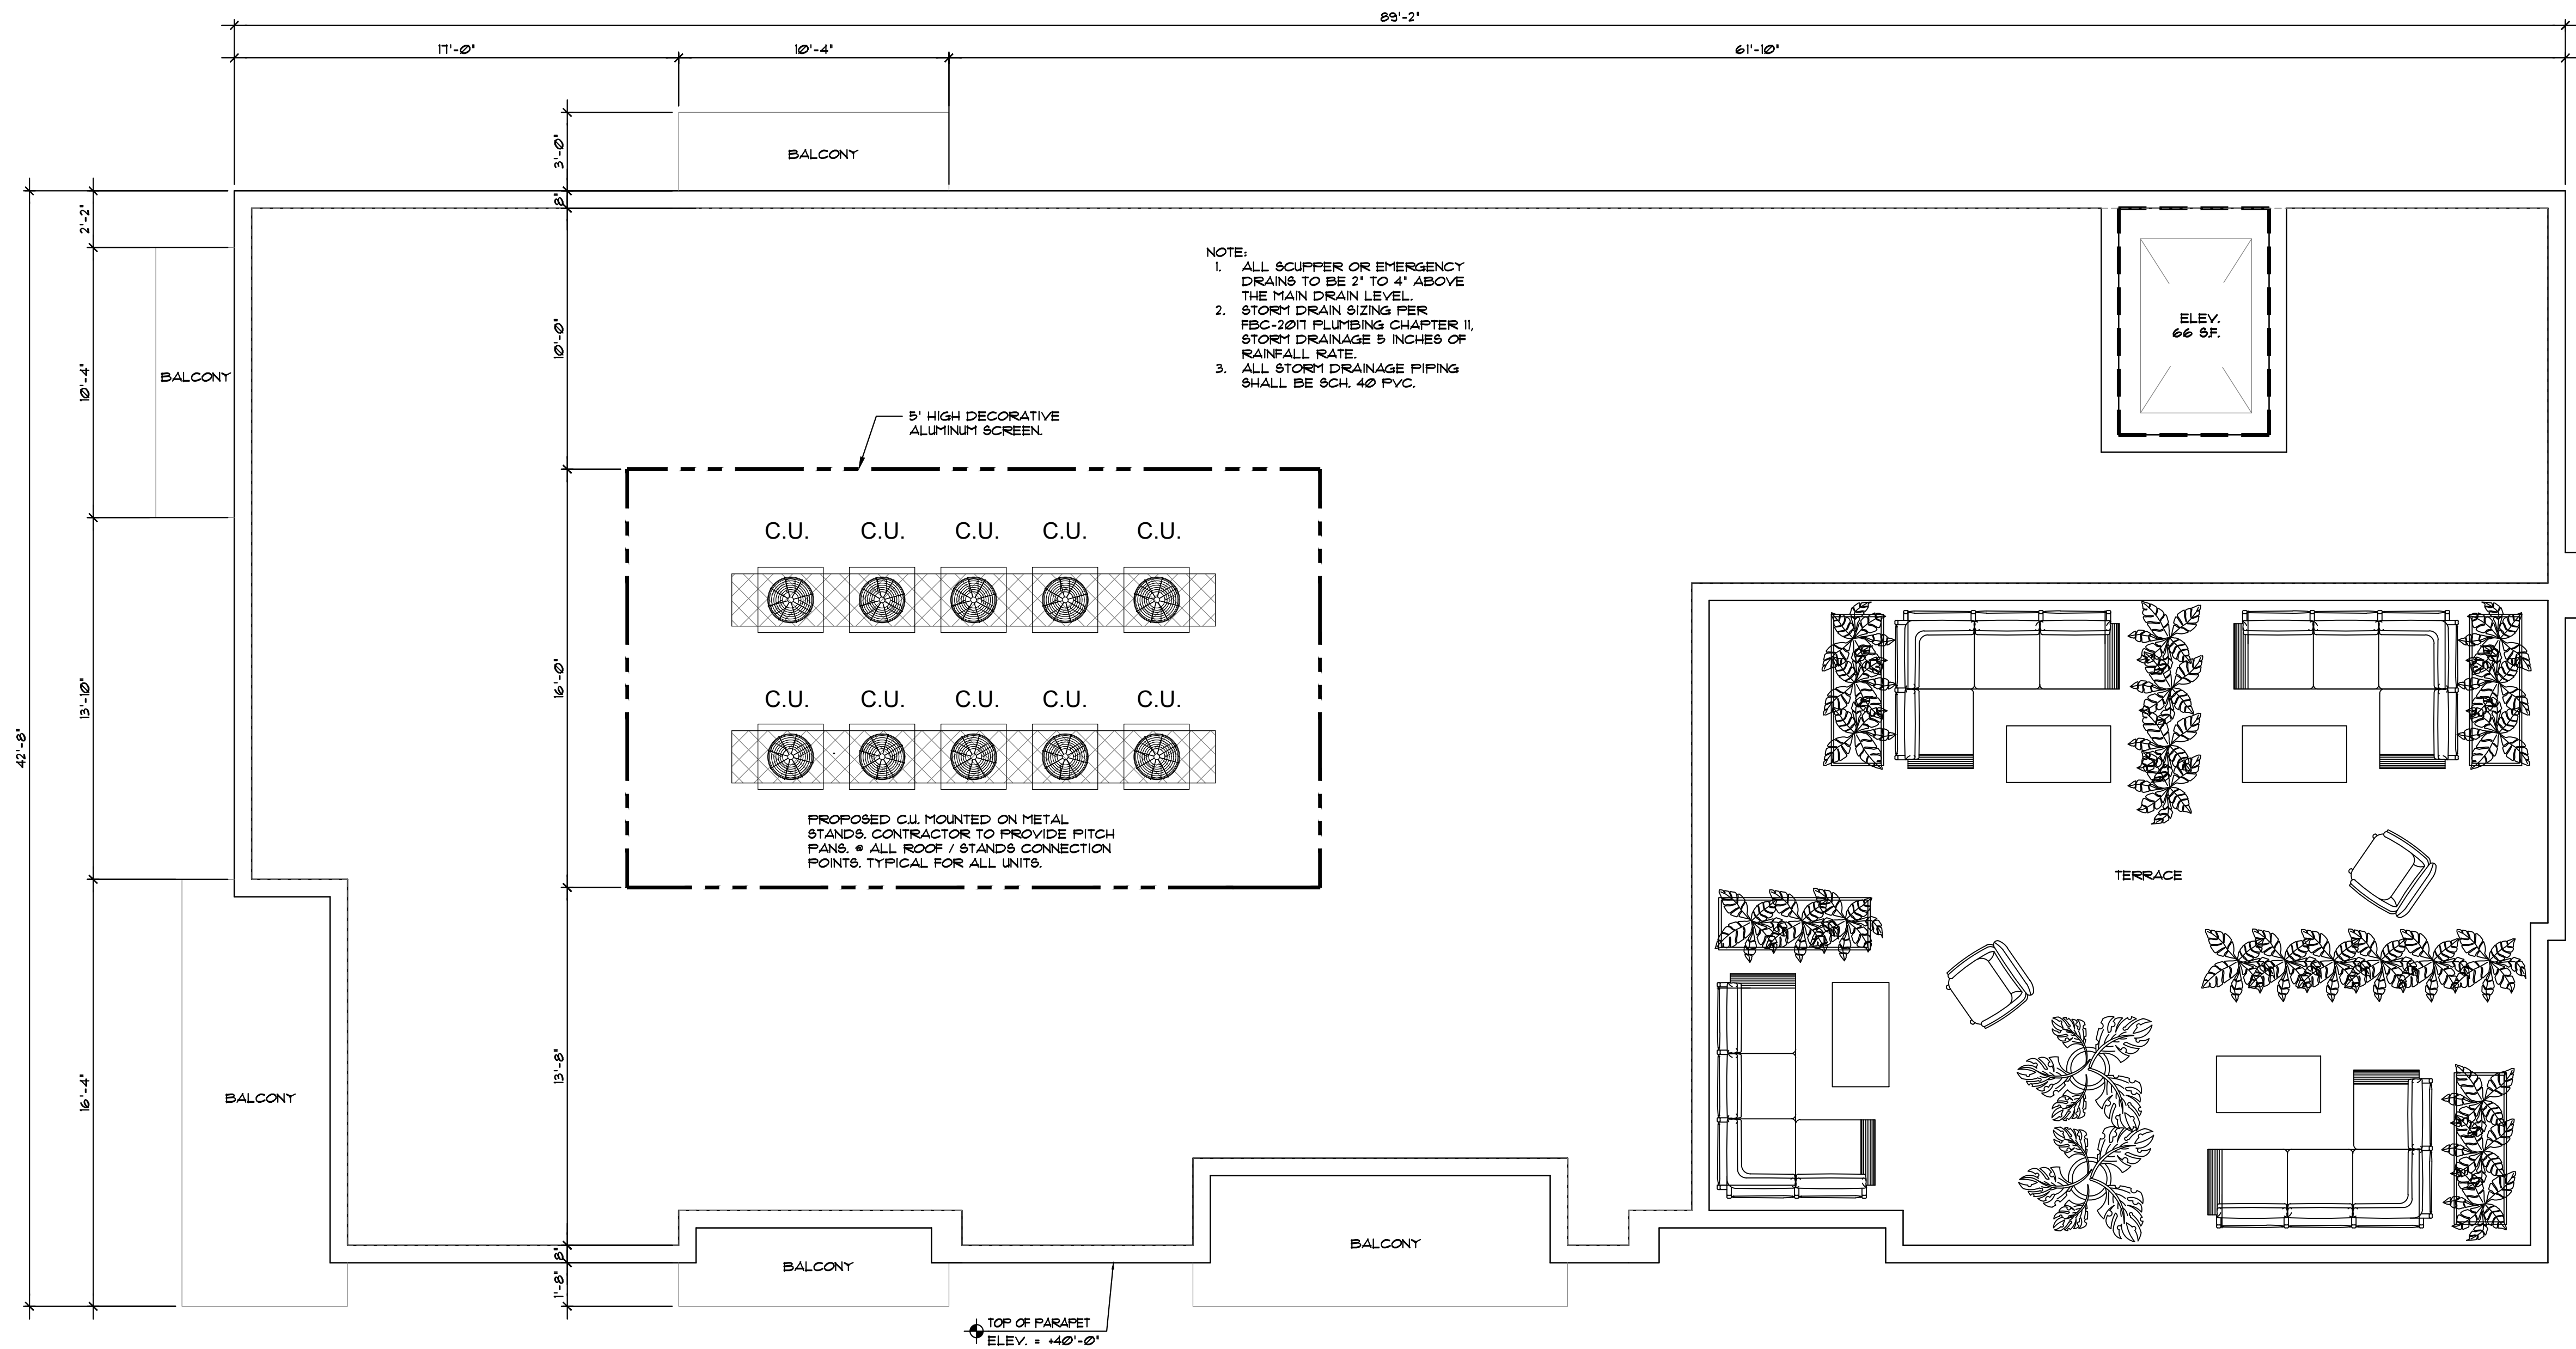 89'-2"
17'-0"
10'-4"
61'-10"
3'-0"
BALCONY
8"
2'-2"
10'-4"
13'-10"
16'-4"
42'-8"
BALCONY
10'-0"
16'-0"
13'-8"
8"
1'-8"
NOTE:
1. ALL SCUPPER OR EMERGENCY
DRAINS TO BE 2" TO 4" ABOVE
THE MAIN DRAIN LEVEL.
2. STORM DRAIN SIZING PER
FBC-2017 PLUMBING CHAPTER 11,
STORM DRAINAGE 5 INCHES OF
RAINFALL RATE.
3. ALL STORM DRAINAGE PIPING
SHALL BE SCH. 40 PVC.
ELEV.
66 S.F.
5' HIGH DECORATIVE
ALUMINUM SCREEN.
C.U. C.U. C.U. C.U. C.U.
C.U. C.U. C.U. C.U. C.U.
PROPOSED C.U. MOUNTED ON METAL
STANDS. CONTRACTOR TO PROVIDE PITCH
PANS. @ ALL ROOF / STANDS CONNECTION
POINTS. TYPICAL FOR ALL UNITS.
TERRACE
BALCONY
BALCONY
BALCONY
TOP OF PARAPET
ELEV. = +40'-0"